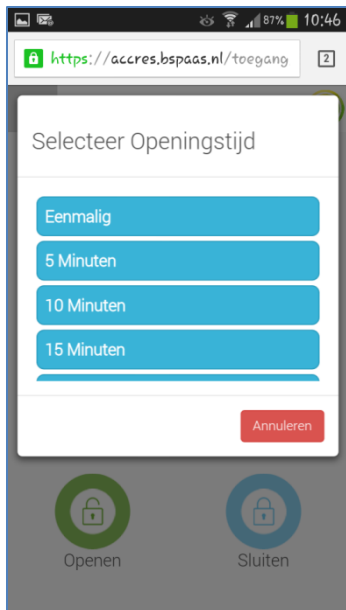 87% 10:46
https://accres.bspaas.nl/toegang 2
Selecteer Openingstijd
Eenmalig
5 Minuten
10 Minuten
15 Minuten
Annuleren
Openen Sluiten